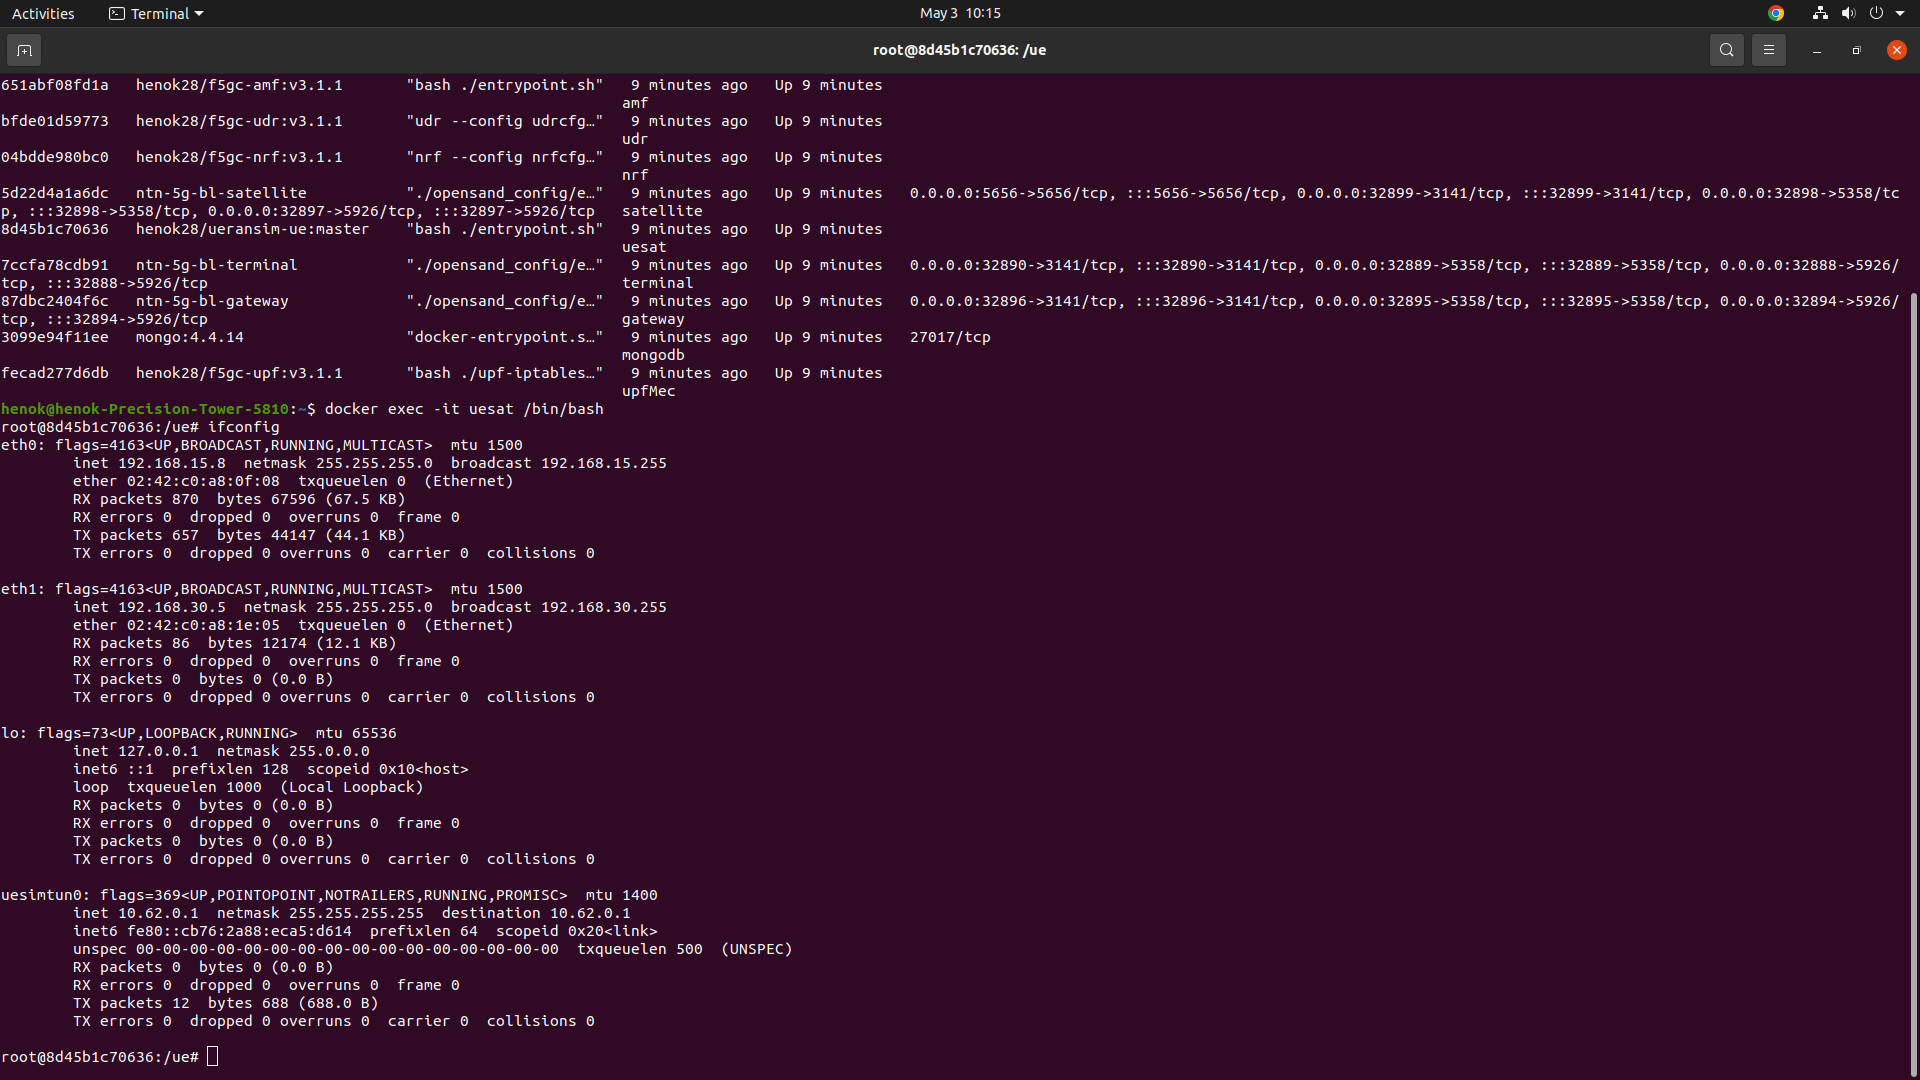 Activities Terminal May 3 10:15
root@8d45b1c70636: /ue
651abf08fd1a henok28/f5gc-amf:v3.1.1 "bash ./entrypoint.sh" 9 minutes ago Up 9 minutes
amf
bfde01d59773 henok28/f5gc-udr:v3.1.1 "udr --config udrcfg…" 9 minutes ago Up 9 minutes
udr
04bdde980bc0 henok28/f5gc-nrf:v3.1.1 "nrf --config nrfcfg…" 9 minutes ago Up 9 minutes
nrf
5d22d4a1a6dc ntn-5g-bl-satellite "./opensand_config/e…" 9 minutes ago Up 9 minutes 0.0.0.0:5656->5656/tcp, :::5656->5656/tcp, 0.0.0.0:32899->3141/tcp, :::32899->3141/tcp, 0.0.0.0:32898->5358/tc
p, :::32898->5358/tcp, 0.0.0.0:32897->5926/tcp, :::32897->5926/tcp satellite
8d45b1c70636 henok28/ueransim-ue:master "bash ./entrypoint.sh" 9 minutes ago Up 9 minutes
uesat
7ccfa78cdb91 ntn-5g-bl-terminal "./opensand_config/e…" 9 minutes ago Up 9 minutes 0.0.0.0:32890->3141/tcp, :::32890->3141/tcp, 0.0.0.0:32889->5358/tcp, :::32889->5358/tcp, 0.0.0.0:32888->5926/
tcp, :::32888->5926/tcp terminal
87dbc2404f6c ntn-5g-bl-gateway "./opensand_config/e…" 9 minutes ago Up 9 minutes 0.0.0.0:32896->3141/tcp, :::32896->3141/tcp, 0.0.0.0:32895->5358/tcp, :::32895->5358/tcp, 0.0.0.0:32894->5926/
tcp, :::32894->5926/tcp gateway
3099e94f11ee mongo:4.4.14 "docker-entrypoint.s…" 9 minutes ago Up 9 minutes 27017/tcp
mongodb
fecad277d6db henok28/f5gc-upf:v3.1.1 "bash ./upf-iptables…" 9 minutes ago Up 9 minutes
upfMec
henok@henok-Precision-Tower-5810:~$ docker exec -it uesat /bin/bash
root@8d45b1c70636:/ue# ifconfig
eth0: flags=4163<UP,BROADCAST,RUNNING,MULTICAST> mtu 1500
inet 192.168.15.8 netmask 255.255.255.0 broadcast 192.168.15.255
ether 02:42:c0:a8:0f:08 txqueuelen 0 (Ethernet)
RX packets 870 bytes 67596 (67.5 KB)
RX errors 0 dropped 0 overruns 0 frame 0
TX packets 657 bytes 44147 (44.1 KB)
TX errors 0 dropped 0 overruns 0 carrier 0 collisions 0
eth1: flags=4163<UP,BROADCAST,RUNNING,MULTICAST> mtu 1500
inet 192.168.30.5 netmask 255.255.255.0 broadcast 192.168.30.255
ether 02:42:c0:a8:1e:05 txqueuelen 0 (Ethernet)
RX packets 86 bytes 12174 (12.1 KB)
RX errors 0 dropped 0 overruns 0 frame 0
TX packets 0 bytes 0 (0.0 B)
TX errors 0 dropped 0 overruns 0 carrier 0 collisions 0
lo: flags=73<UP,LOOPBACK,RUNNING> mtu 65536
inet 127.0.0.1 netmask 255.0.0.0
inet6 ::1 prefixlen 128 scopeid 0x10<host>
loop txqueuelen 1000 (Local Loopback)
RX packets 0 bytes 0 (0.0 B)
RX errors 0 dropped 0 overruns 0 frame 0
TX packets 0 bytes 0 (0.0 B)
TX errors 0 dropped 0 overruns 0 carrier 0 collisions 0
uesimtun0: flags=369<UP,POINTOPOINT,NOTRAILERS,RUNNING,PROMISC> mtu 1400
inet 10.62.0.1 netmask 255.255.255.255 destination 10.62.0.1
inet6 fe80::cb76:2a88:eca5:d614 prefixlen 64 scopeid 0x20<link>
unspec 00-00-00-00-00-00-00-00-00-00-00-00-00-00-00-00 txqueuelen 500 (UNSPEC)
RX packets 0 bytes 0 (0.0 B)
RX errors 0 dropped 0 overruns 0 frame 0
TX packets 12 bytes 688 (688.0 B)
TX errors 0 dropped 0 overruns 0 carrier 0 collisions 0
root@8d45b1c70636:/ue#